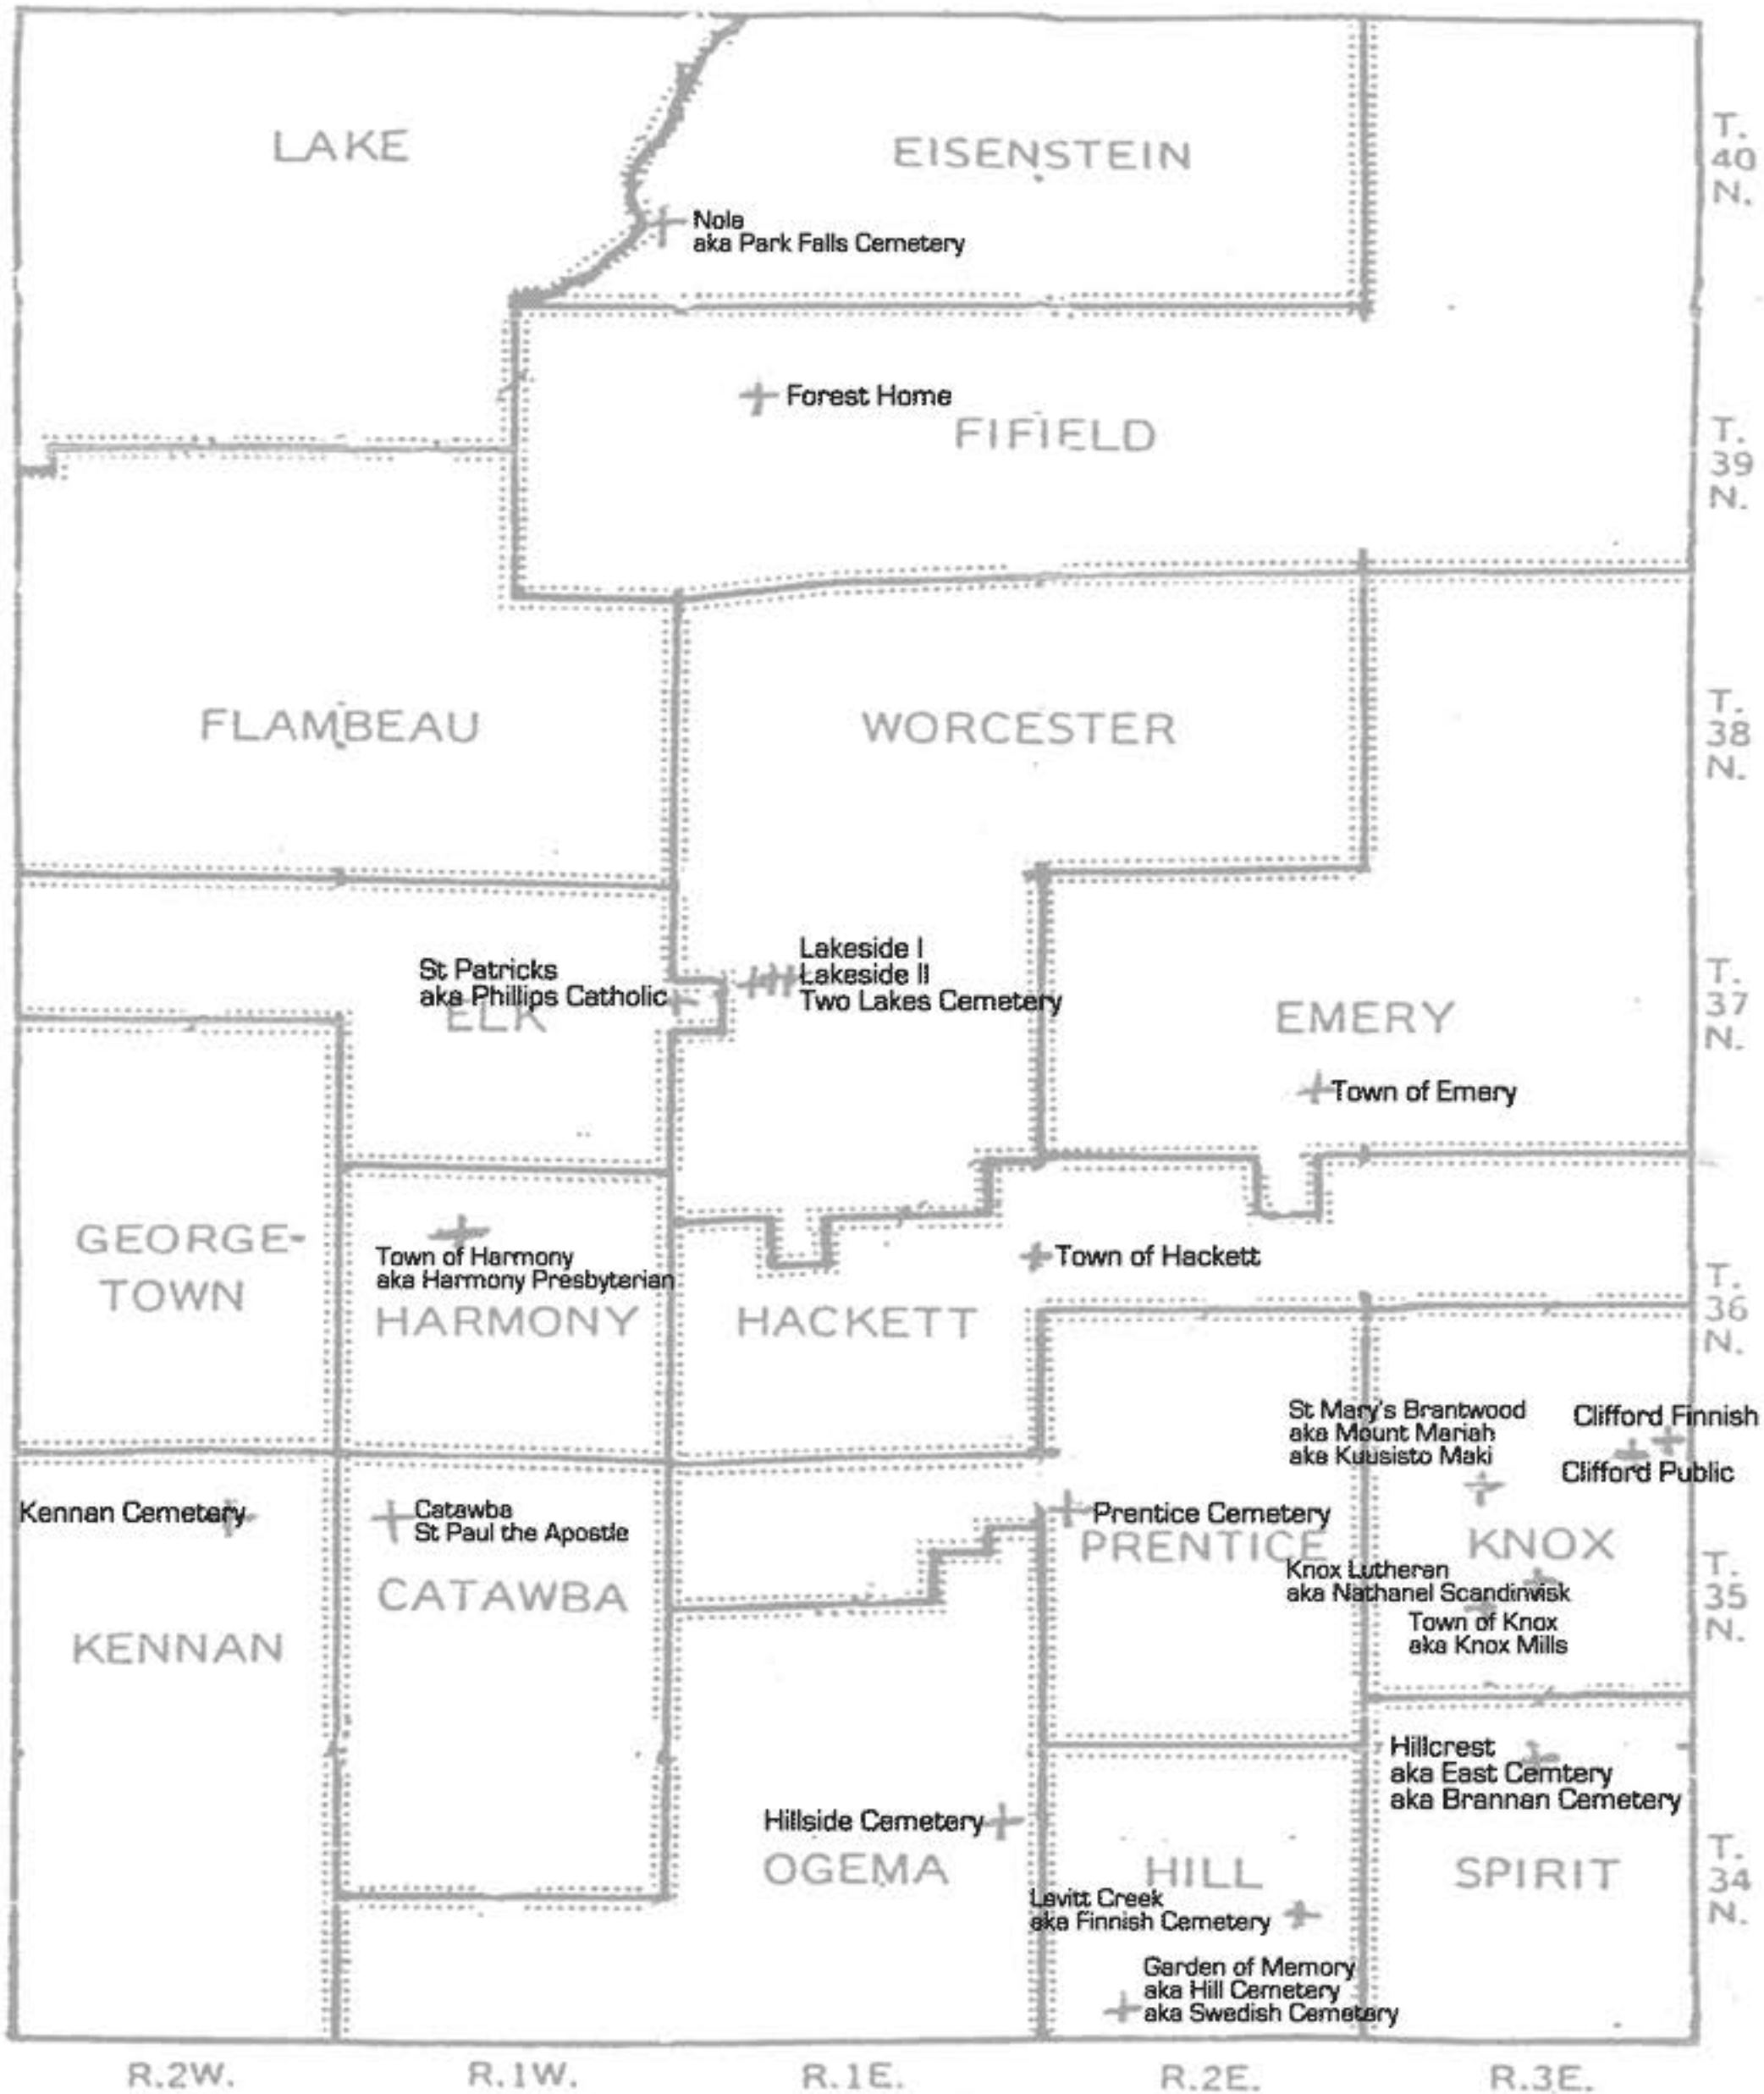 LAKE
EISENSTEIN
T.
40
N.
Nola
aka Park Falls Cemetery
Forest Home
FIFIELD
T.
39
N.
FLAMBEAU
WORCESTER
T.
38
N.
St Patricks
aka Phillips Catholic
ELK
Lakeside I
Lakeside II
Two Lakes Cemetery
EMERY
T.
37
N.
Town of Emery
GEORGE-
TOWN
Town of Harmony
aka Harmony Presbyterian
HARMONY
HACKETT
Town of Hackett
T.
36
N.
St Mary's Brantwood
aka Mount Mariah
aka Kuusisto Maki
Clifford Finnish
Clifford Public
Kennan Cemetery
Catawba
St Paul the Apostle
CATAWBA
KENNAN
Prentice Cemetery
PRENTICE
KNOX
Knox Lutheran
aka Nathanel Scandinvisk
Town of Knox
aka Knox Mills
T.
35
N.
Hillcrest
aka East Cemtery
aka Brannan Cemetery
Hillside Cemetery
OGEMA
HILL
SPIRIT
Levitt Creek
aka Finnish Cemetery
Garden of Memory
aka Hill Cemetery
aka Swedish Cemetery
T.
34
N.
R.2W.
R.1W.
R.1E.
R.2E.
R.3E.